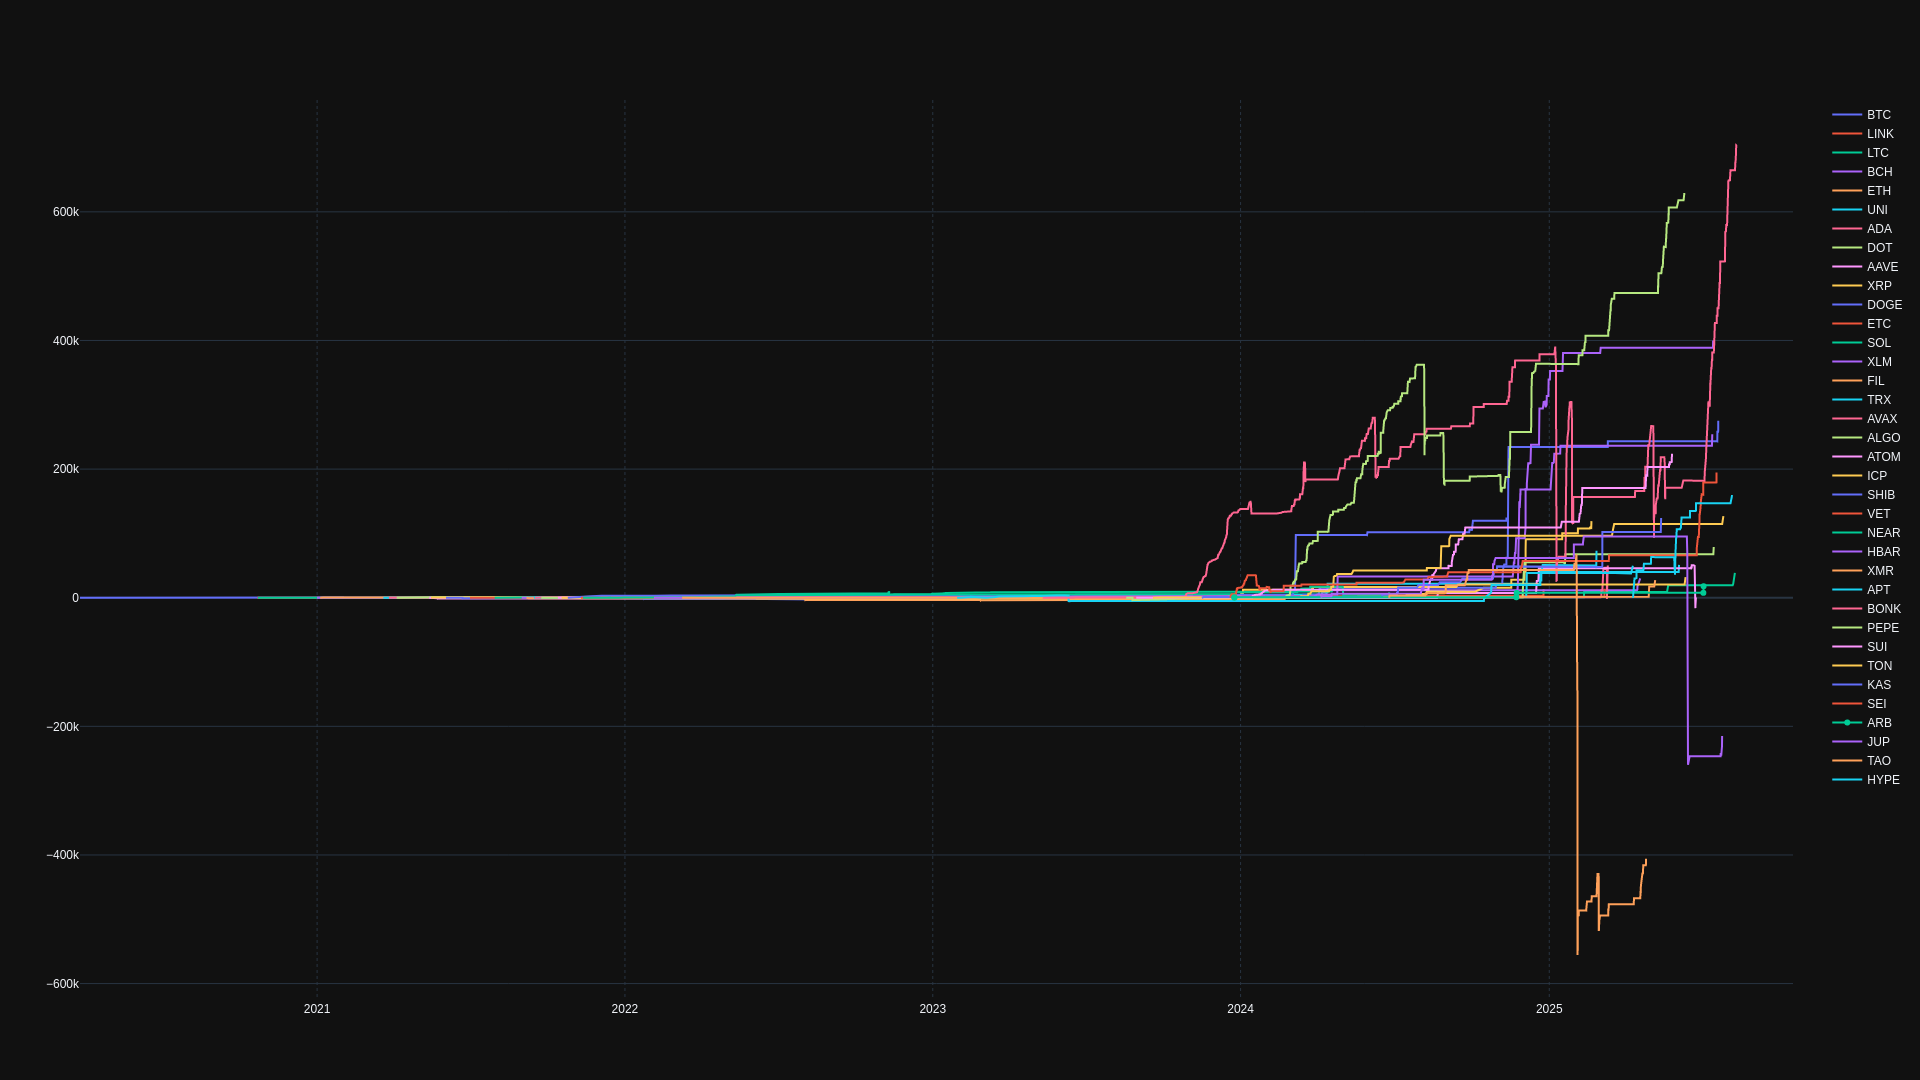 600k
400k
200k
0
−200k
−400k
−600k
2021
2022
2023
2024
2025
BTC
LINK
LTC
BCH
ETH
UNI
ADA
DOT
AAVE
XRP
DOGE
ETC
SOL
XLM
FIL
TRX
AVAX
ALGO
ATOM
ICP
SHIB
VET
NEAR
HBAR
XMR
APT
BONK
PEPE
SUI
TON
KAS
SEI
ARB
JUP
TAO
HYPE